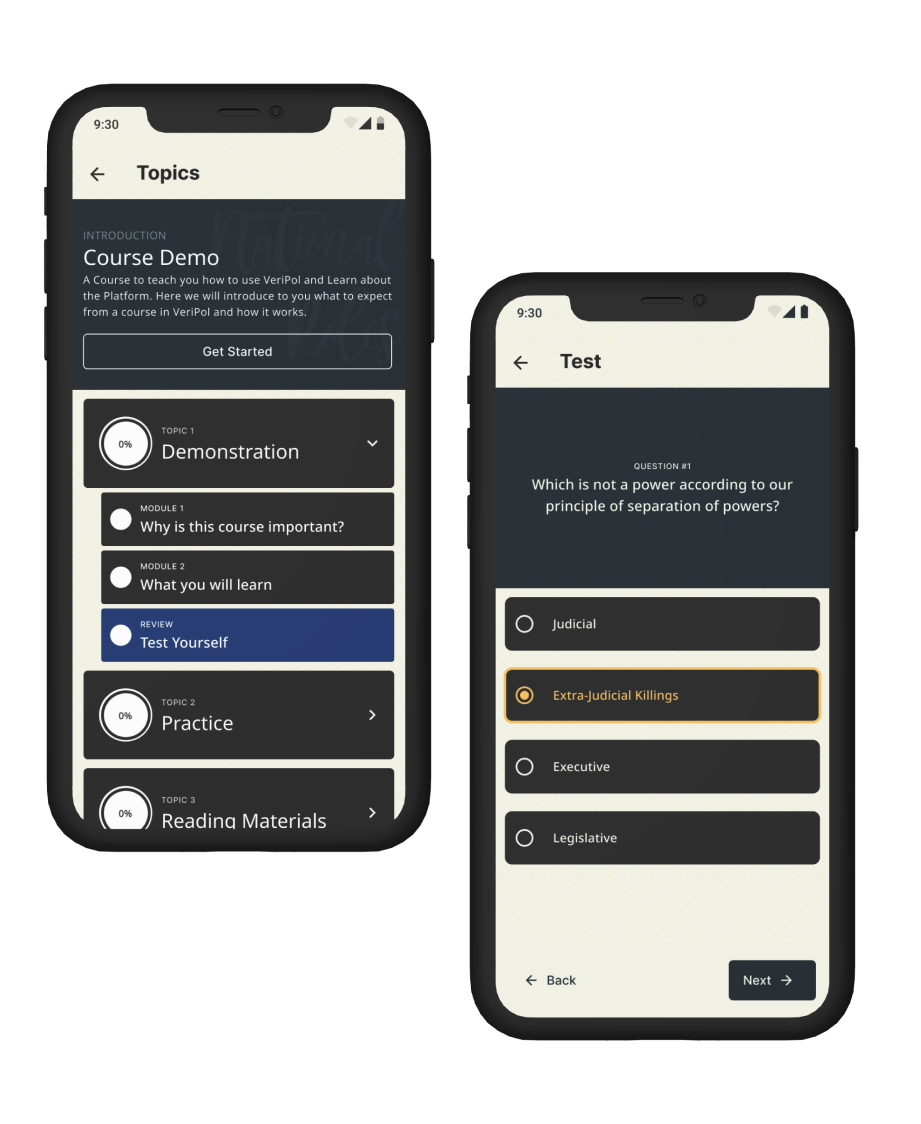 9:30
Topics
National
INTRODUCTION
Course Demo
A Course to teach you how to use VeriPol and Learn about
the Platform. Here we will introduce to you what to expect
from a course in VeriPol and how it works.
Get Started
0%
TOPIC 1
Demonstration
MODULE 1
Why is this course important?
MODULE 2
What you will learn
REVIEW
Test Yourself
0%
TOPIC 2
Practice
0%
TOPIC 3
Reading Materials
9:30
Test
QUESTION #1
Which is not a power according to our
principle of separation of powers?
Judicial
Extra-Judicial Killings
Executive
Legislative
Back
Next